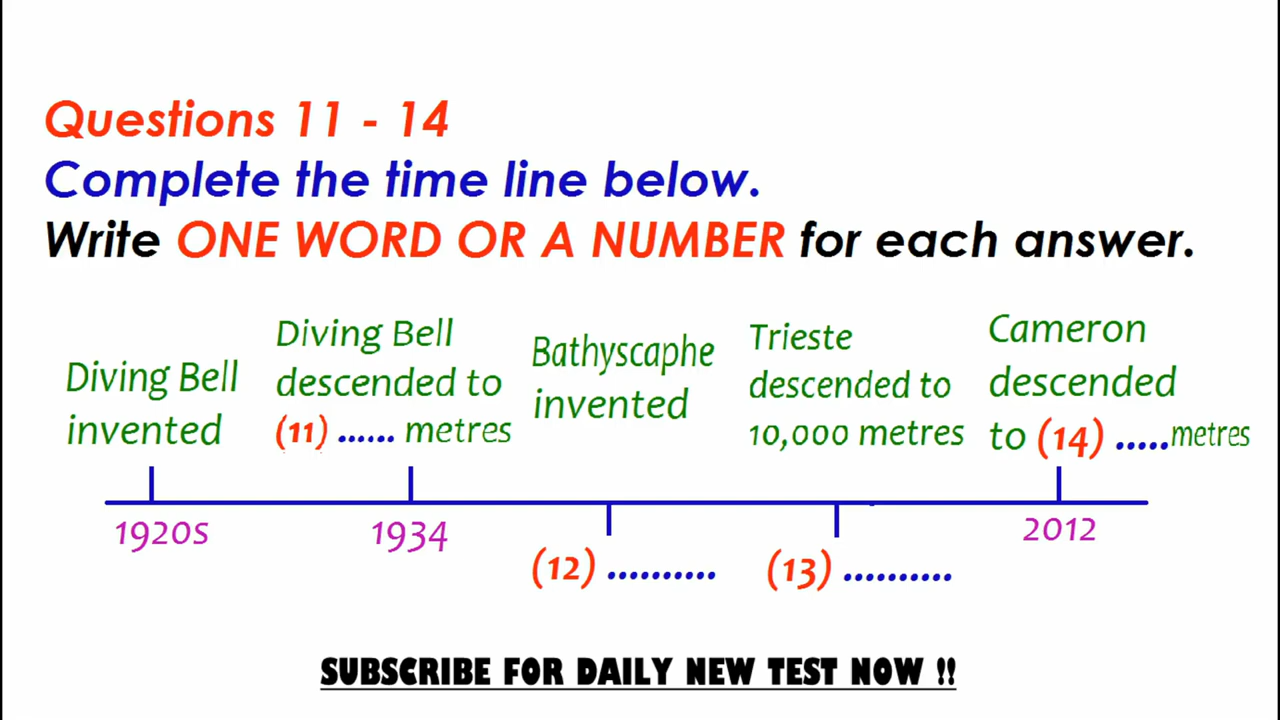 Questions 11 - 14
Complete the time line below.
Write ONE WORD OR A NUMBER for each answer.
Diving Bell
invented
Diving Bell
descended to
(11) ...... metres
Bathyscaphe
invented
Trieste
descended to
10,000 metres
Cameron
descended
to (14) .....metres
1920s
1934
(12) ..........
(13) ..........
2012
SUBSCRIBE FOR DAILY NEW TEST NOW !!